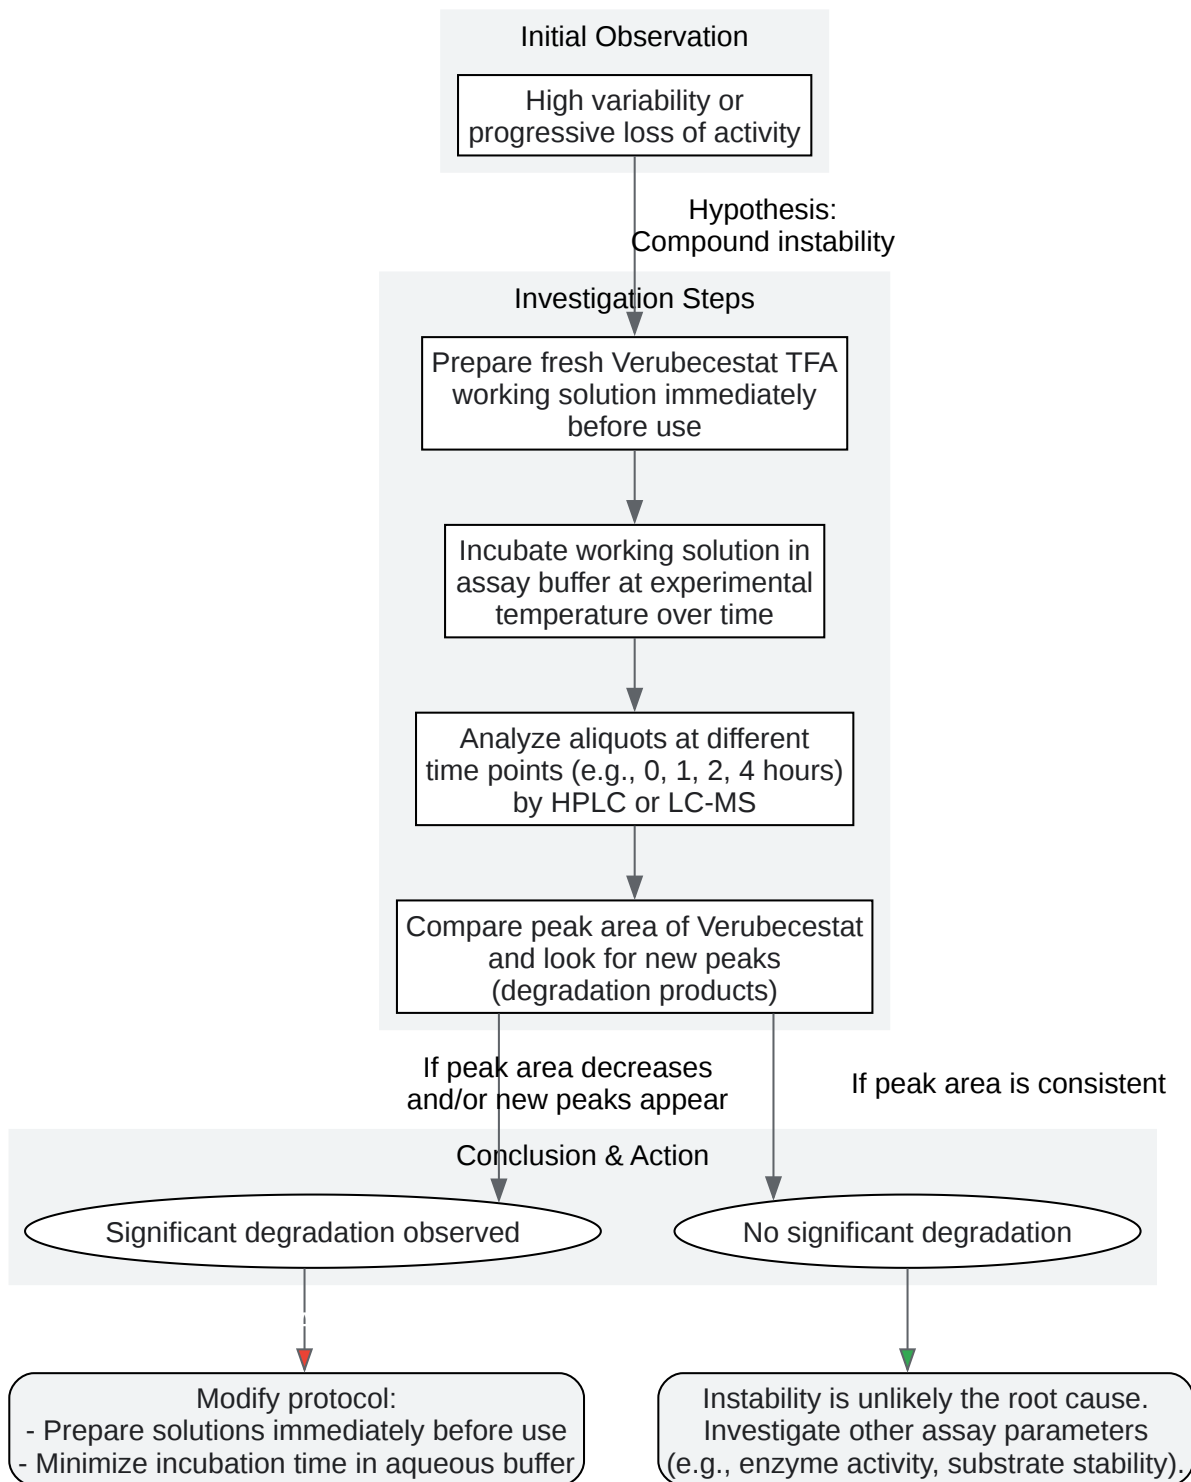 Initial Observation
High variability or
progressive loss of activity
Hypothesis:
Compound instability
Investigation Steps
Prepare fresh Verubecestat TFA
working solution immediately
before use
Incubate working solution in
assay buffer at experimental
temperature over time
Analyze aliquots at different
time points (e.g., 0, 1, 2, 4 hours)
by HPLC or LC-MS
Compare peak area of Verubecestat
and look for new peaks
(degradation products)
If peak area decreases
and/or new peaks appear
If peak area is consistent
Conclusion & Action
Significant degradation observed
No significant degradation
Modify protocol:
- Prepare solutions immediately before use
- Minimize incubation time in aqueous buffer
Instability is unlikely the root cause.
Investigate other assay parameters
(e.g., enzyme activity, substrate stability).